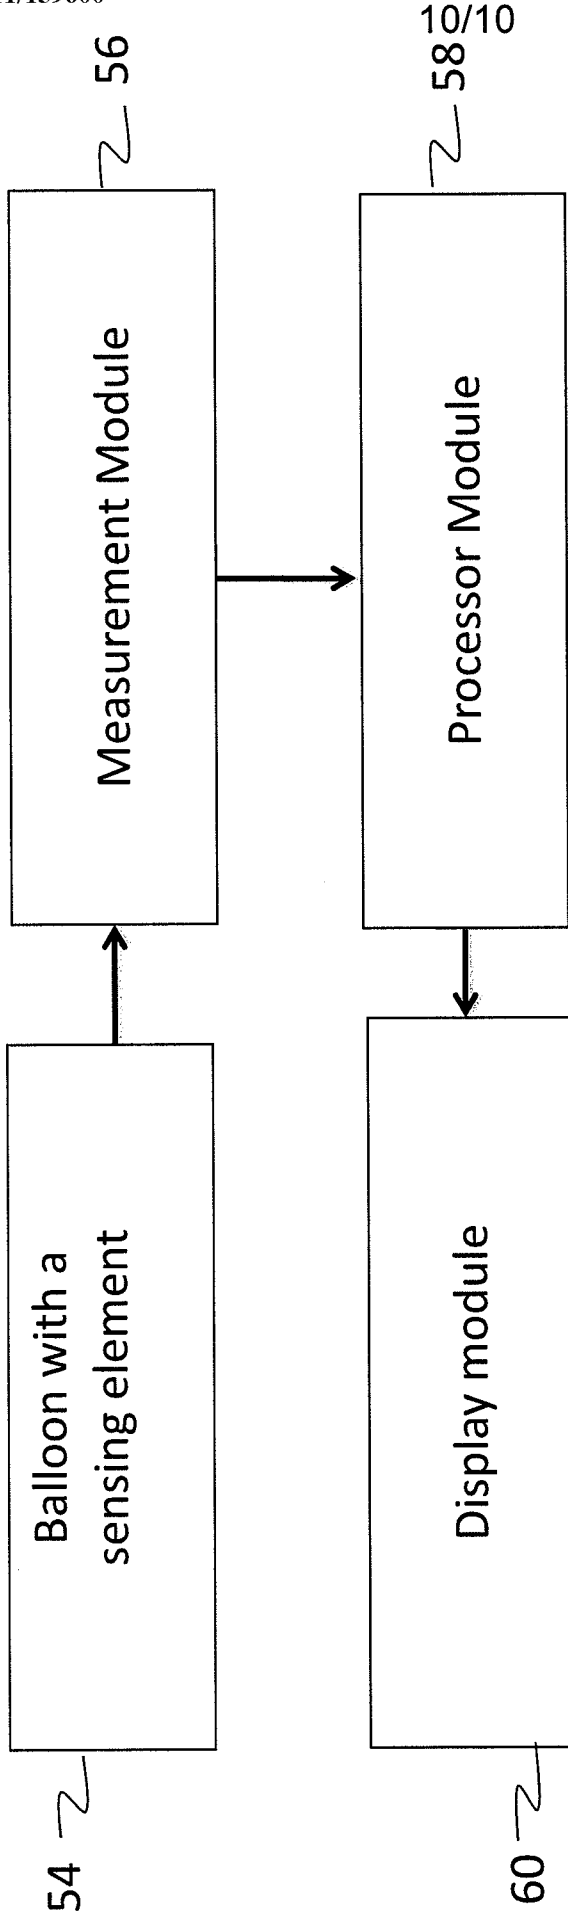 10/10
54
Balloon with a
sensing element
Measurement Module
56
60
Display module
Processor Module
58